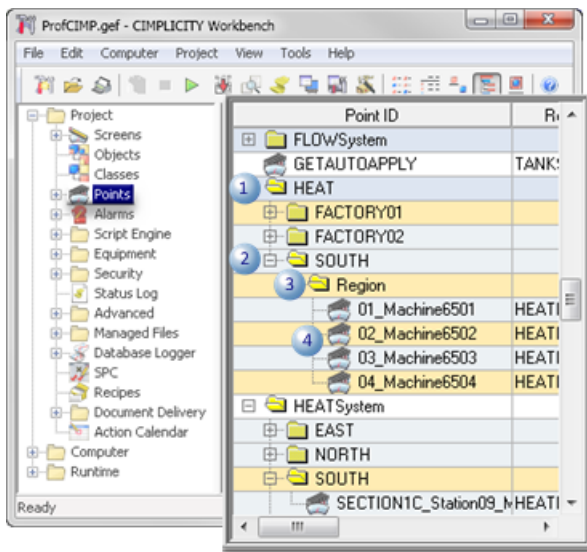 ProfCIMP.gef - CIMPLICITY Workbench
File Edit Computer Project View Tools Help
Project
Screens
Objects
Classes
Points
Alarms
Script Engine
Equipment
Security
Status Log
Advanced
Managed Files
Database Logger
SPC
Recipes
Document Delivery
Action Calendar
Computer
Runtime
Ready
Point ID
FLOWSystem
GETAUTOAPPLY TANK
1 HEAT
FACTORY01
FACTORY02
2 SOUTH
3 Region
01_Machine6501 HEATI
4 02_Machine6502 HEATI
03_Machine6503 HEATI
04_Machine6504 HEATI
HEATSystem
EAST
NORTH
SOUTH
SECTION1C_Station09_M HEATI